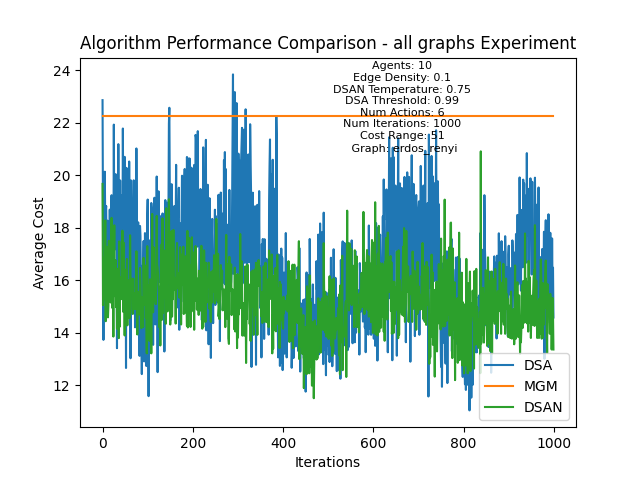 Algorithm Performance Comparison - all graphs Experiment
Agents: 10
Edge Density: 0.1
DSAN Temperature: 0.75
DSA Threshold: 0.99
Num Actions: 6
Num Iterations: 1000
Cost Range: 51
Graph: erdos_renyi
24
22
20
18
16
14
12
Average Cost
0
200
400
600
800
1000
Iterations
DSA
MGM
DSAN